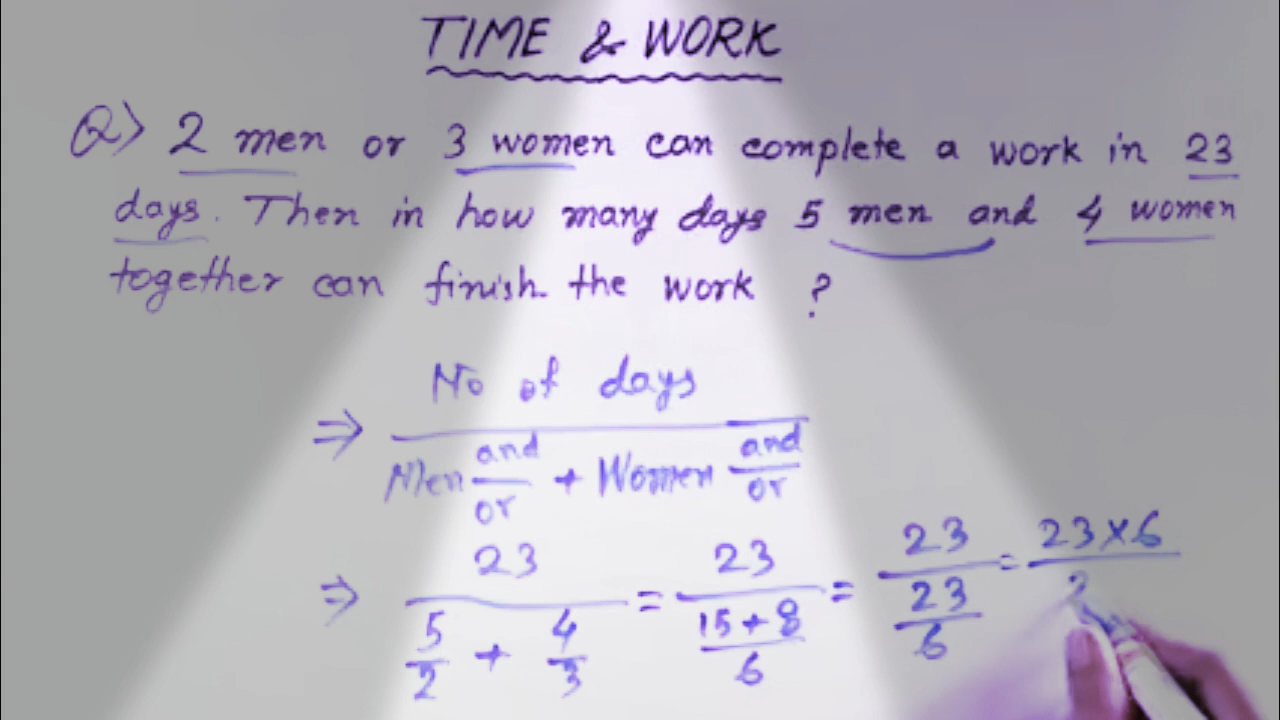 TIME & WORK
Q> 2 men or 3 women can complete a work in 23
days. Then in how many days 5 men and 4 women
together can finish the work ?
⇒ No of days / (Men and/or + Women and/or)
⇒ 23 / (5/2 + 4/3) = 23 / ((15+8)/6) = 23 / (23/6) = 23×6 / 2